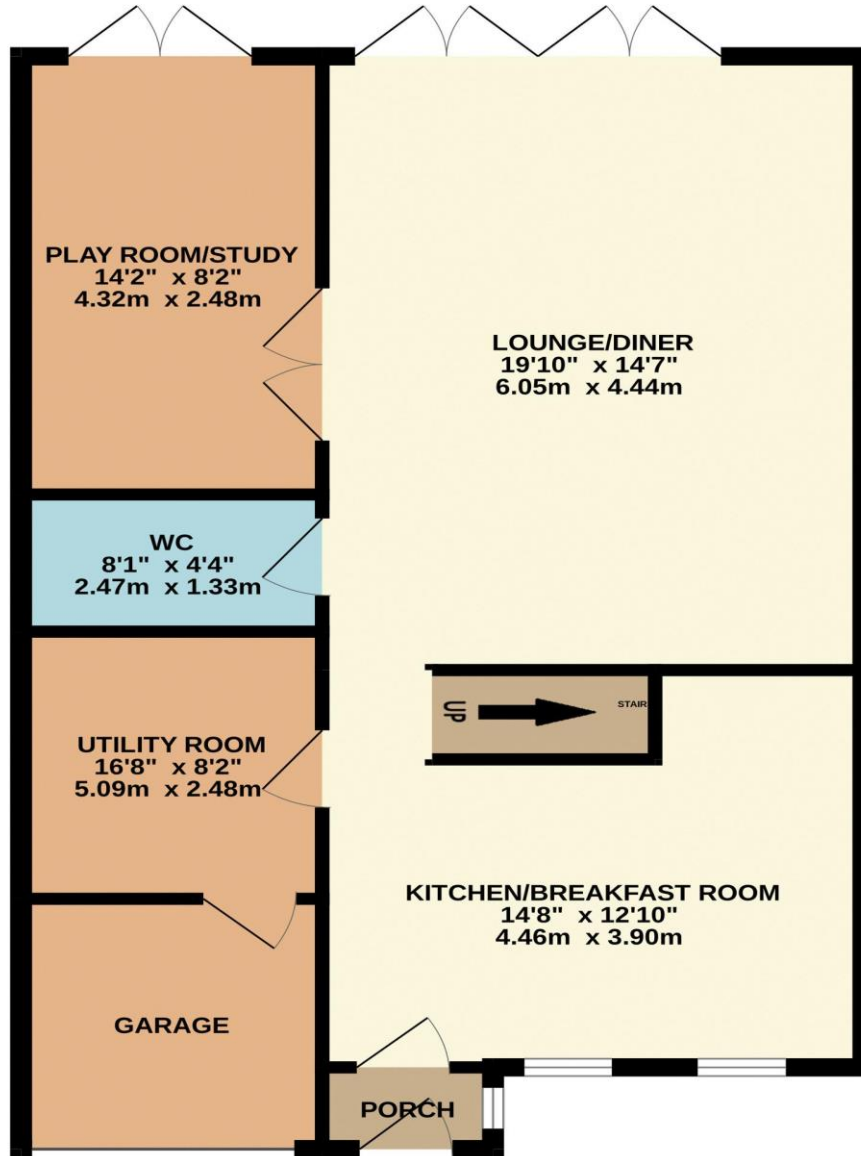 PLAY ROOM/STUDY
14'2" x 8'2"
4.32m x 2.48m
LOUNGE/DINER
19'10" x 14'7"
6.05m x 4.44m
WC
8'1" x 4'4"
2.47m x 1.33m
UP
STAIR
UTILITY ROOM
16'8" x 8'2"
5.09m x 2.48m
KITCHEN/BREAKFAST ROOM
14'8" x 12'10"
4.46m x 3.90m
GARAGE
PORCH